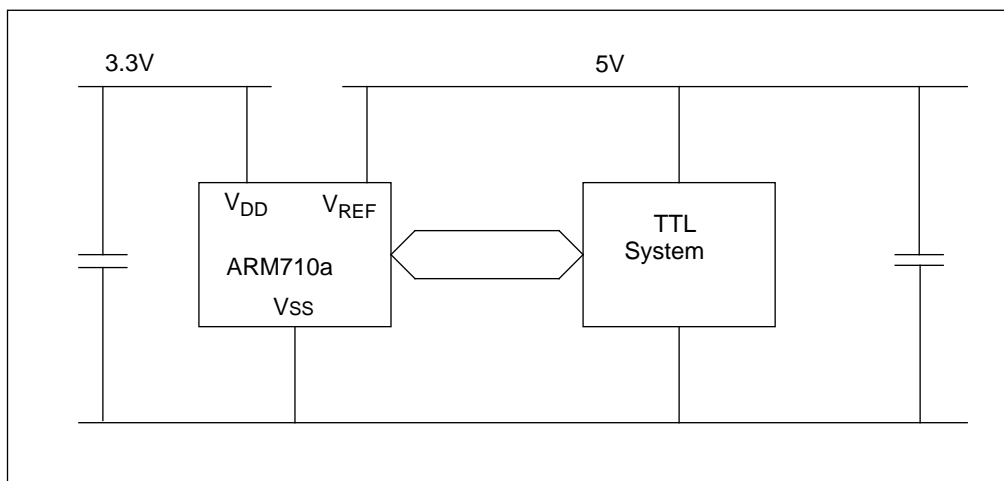 3.3V
5V
VDD
VREF
ARM710a
VSS
TTL
System